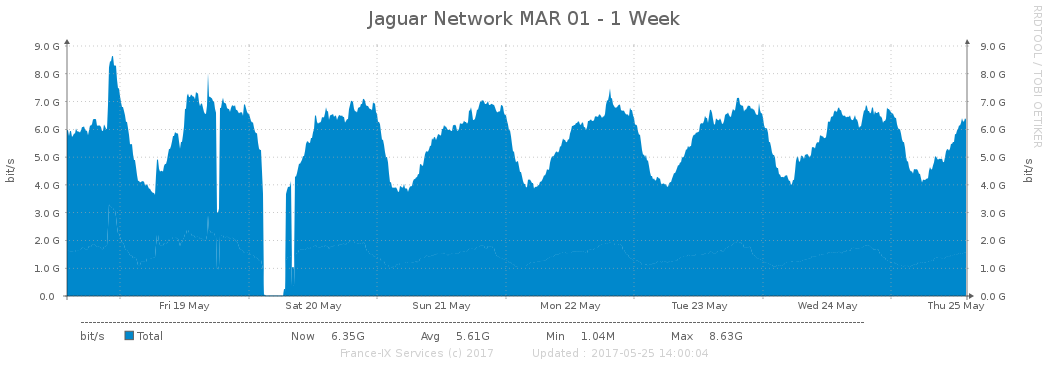 Jaguar Network MAR 01 - 1 Week
RRDTOOL / TOBI OETIKER
9.0 G 9.0 G
8.0 G 8.0 G
7.0 G 7.0 G
6.0 G 6.0 G
5.0 G 5.0 G
4.0 G 4.0 G
3.0 G 3.0 G
2.0 G 2.0 G
1.0 G 1.0 G
0.0 0.0 G
bit/s bit/s
Fri 19 May Sat 20 May Sun 21 May Mon 22 May Tue 23 May Wed 24 May Thu 25 May
bit/s Total Now 6.35G Avg 5.61G Min 1.04M Max 8.63G
France-IX Services (c) 2017 Updated : 2017-05-25 14:00:04